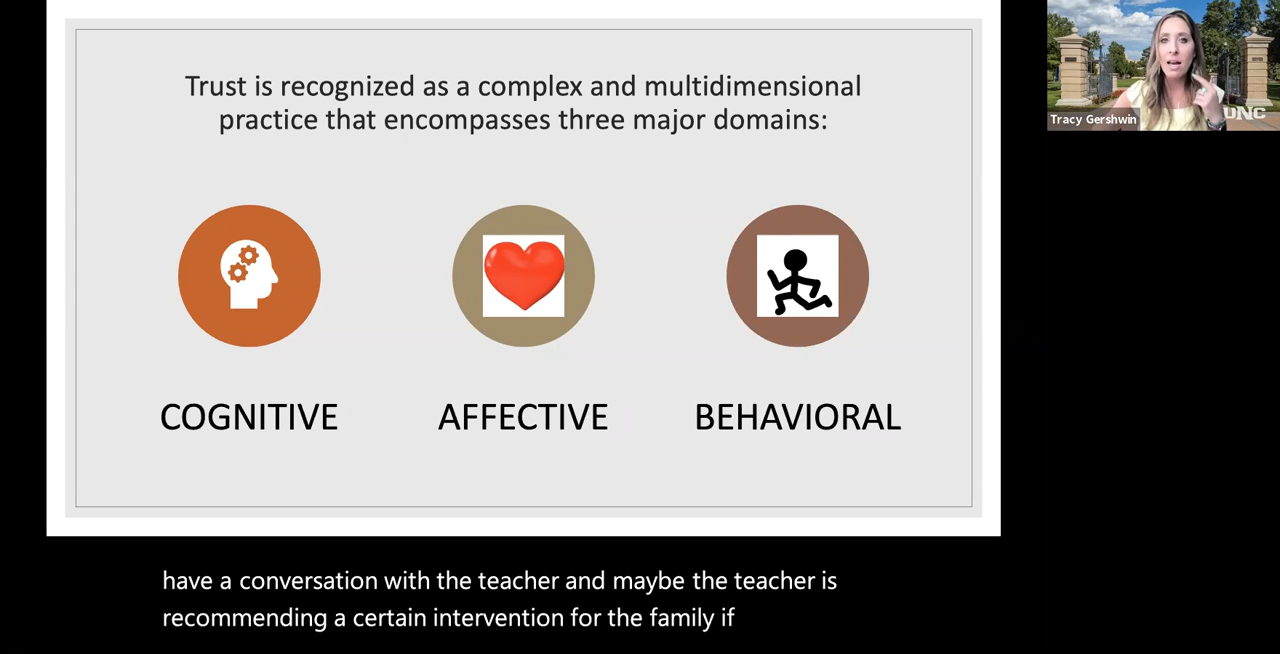 Trust is recognized as a complex and multidimensional
practice that encompasses three major domains:
COGNITIVE
AFFECTIVE
BEHAVIORAL
Tracy Gershwin
UNC
have a conversation with the teacher and maybe the teacher is
recommending a certain intervention for the family if